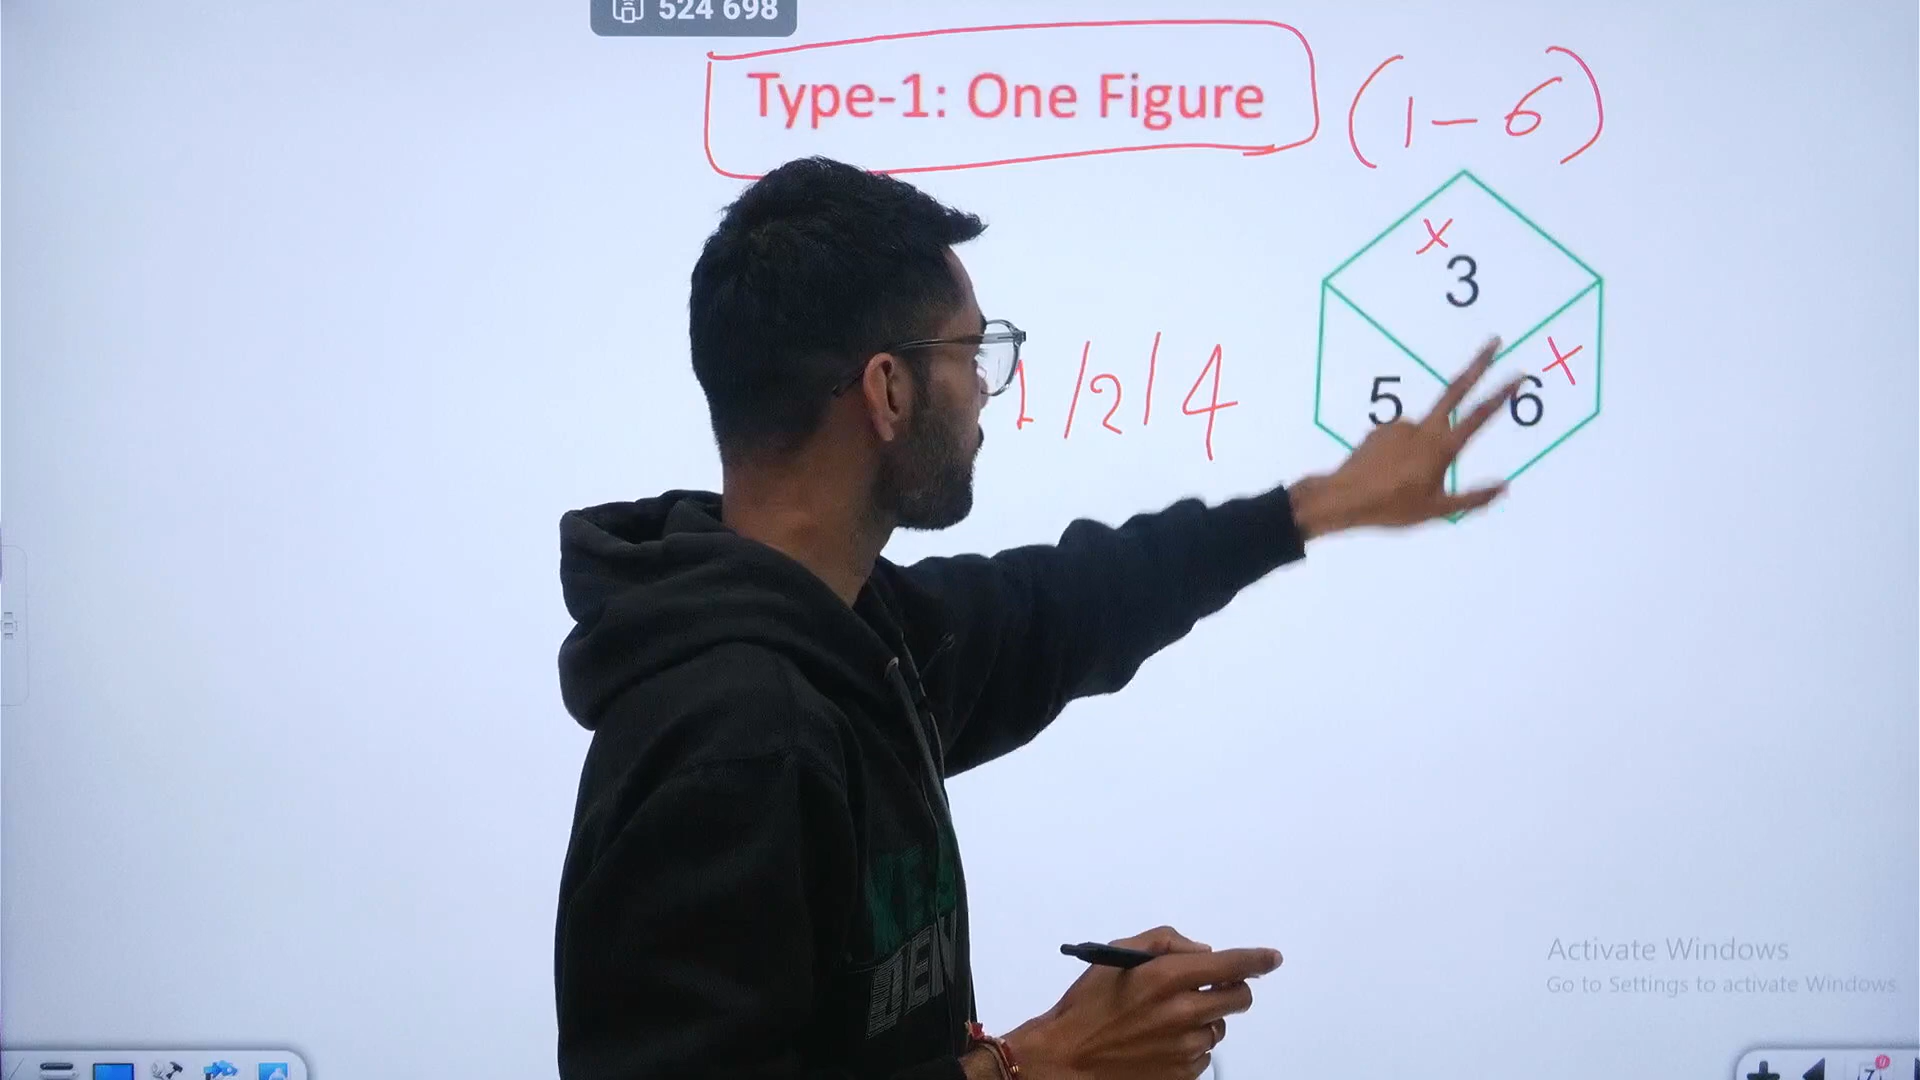 524 698
Type-1: One Figure (1-6)
x
3
x
5 6
1/2/4
DEN
Activate Windows
Go to Settings to activate Windows.